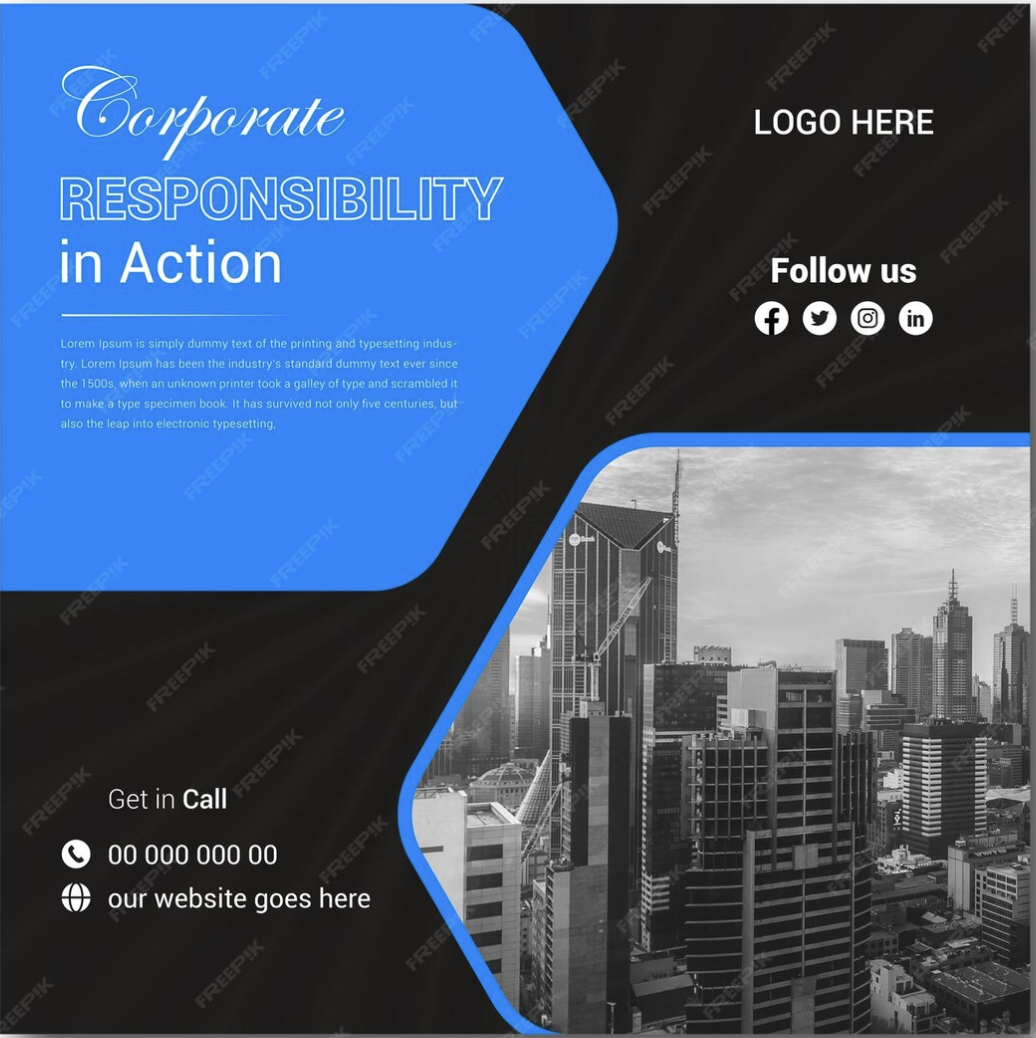 Corporate
RESPONSIBILITY
in Action
Lorem Ipsum is simply dummy text of the printing and typesetting indus-
try. Lorem Ipsum has been the industry's standard dummy text ever since
the 1500s, when an unknown printer took a galley of type and scrambled it
to make a type specimen book. It has survived not only five centuries, but
also the leap into electronic typesetting,
LOGO HERE
Follow us
Get in Call
00 000 000 00
our website goes here
FREEPIK